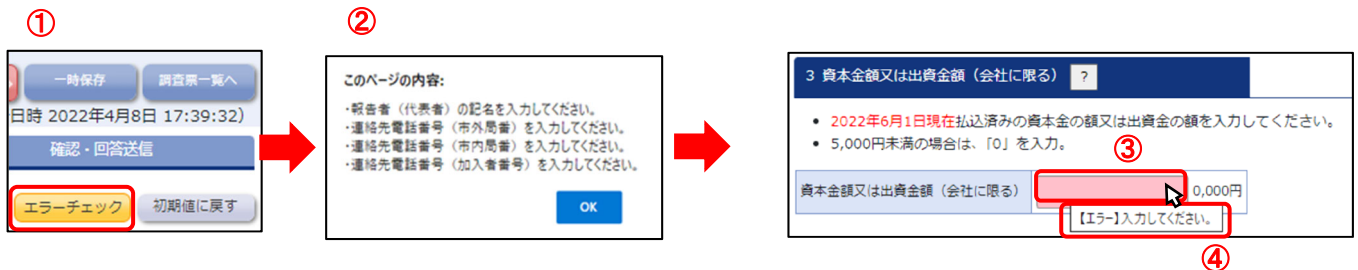 ①
一時保存
調査票一覧へ
日時 2022年4月8日 17:39:32)
確認・回答送信
エラーチェック
初期値に戻す
②
このページの内容:
・報告者（代表者）の記名を入力してください。
・連絡先電話番号（市外局番）を入力してください。
・連絡先電話番号（市内局番）を入力してください。
・連絡先電話番号（加入者番号）を入力してください。
OK
3 資本金額又は出資金額（会社に限る） ?
• 2022年6月1日現在払込済みの資本金の額又は出資金の額を入力してください。
• 5,000円未満の場合は、「0」を入力。
③
資本金額又は出資金額（会社に限る）
0,000円
【エラー】入力してください。
④